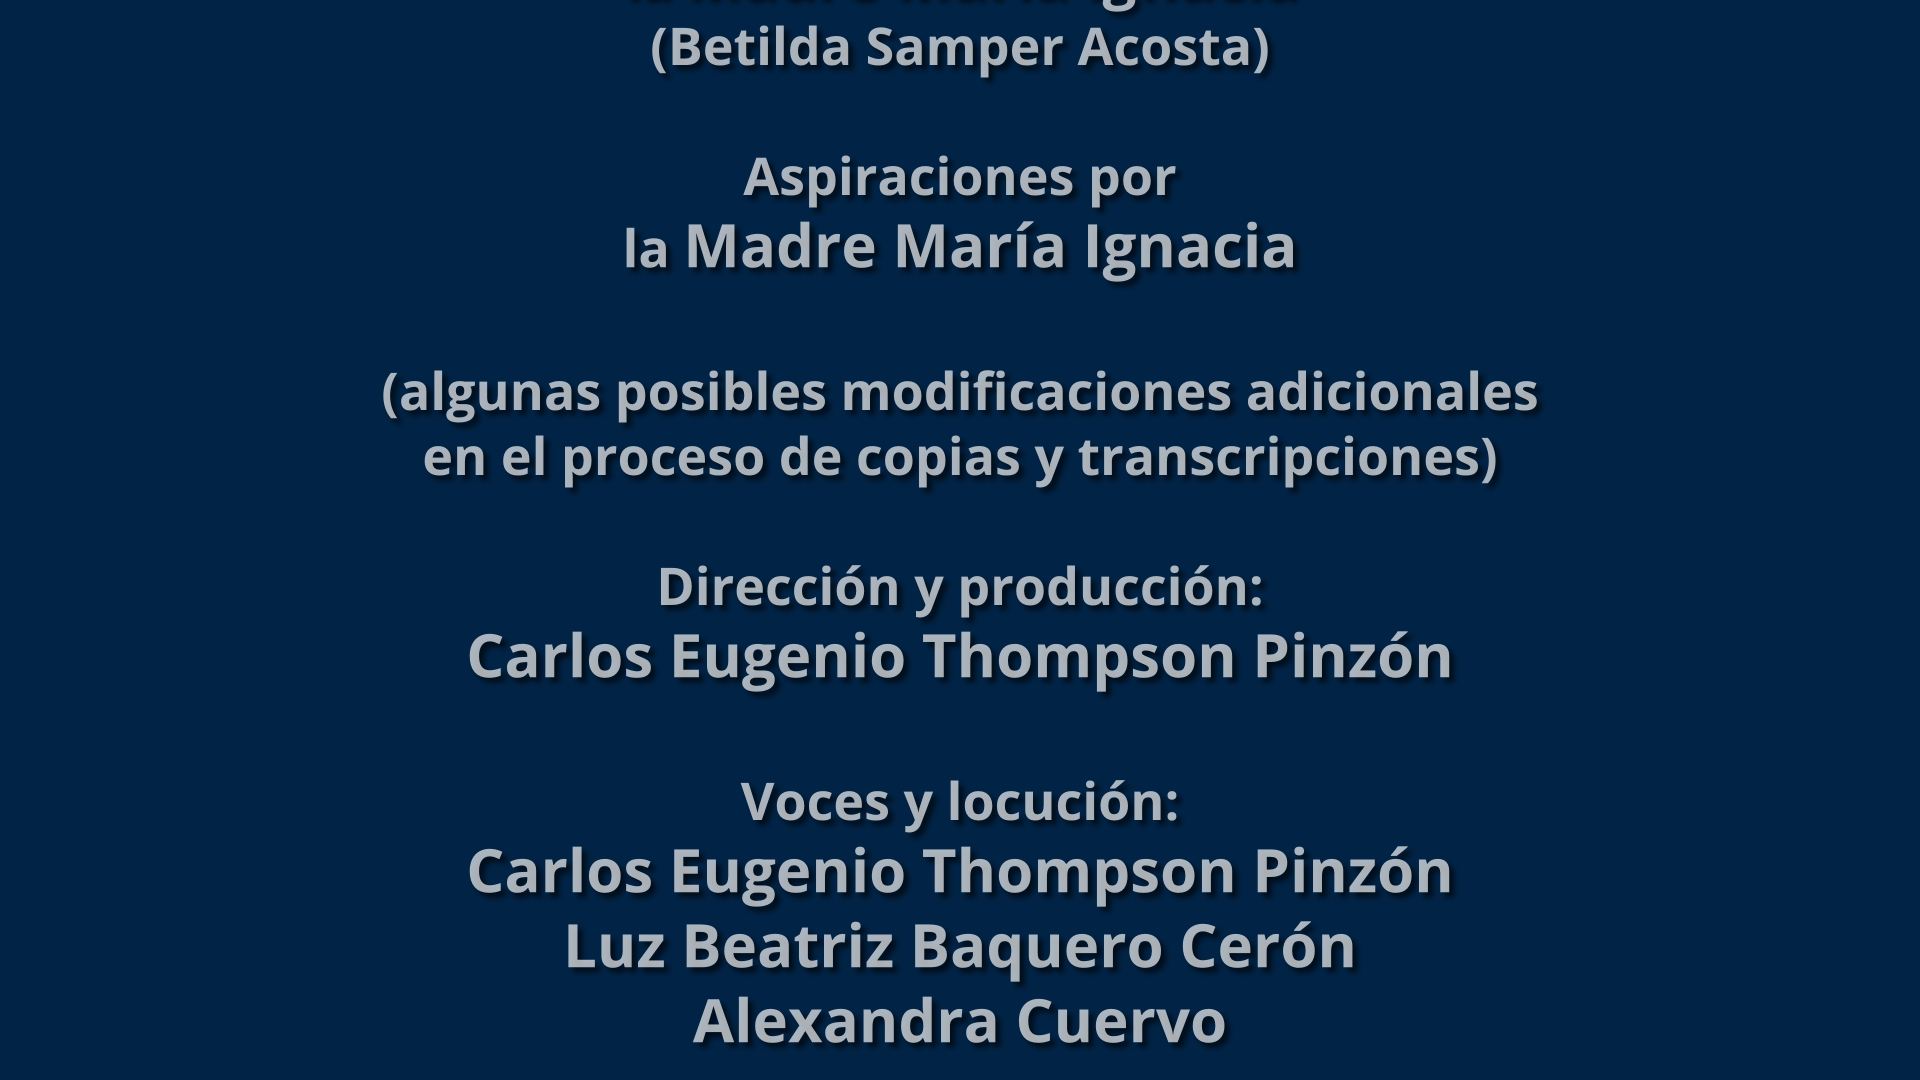 (Betilda Samper Acosta)
Aspiraciones por
la Madre María Ignacia
(algunas posibles modificaciones adicionales
en el proceso de copias y transcripciones)
Dirección y producción:
Carlos Eugenio Thompson Pinzón
Voces y locución:
Carlos Eugenio Thompson Pinzón
Luz Beatriz Baquero Cerón
Alexandra Cuervo